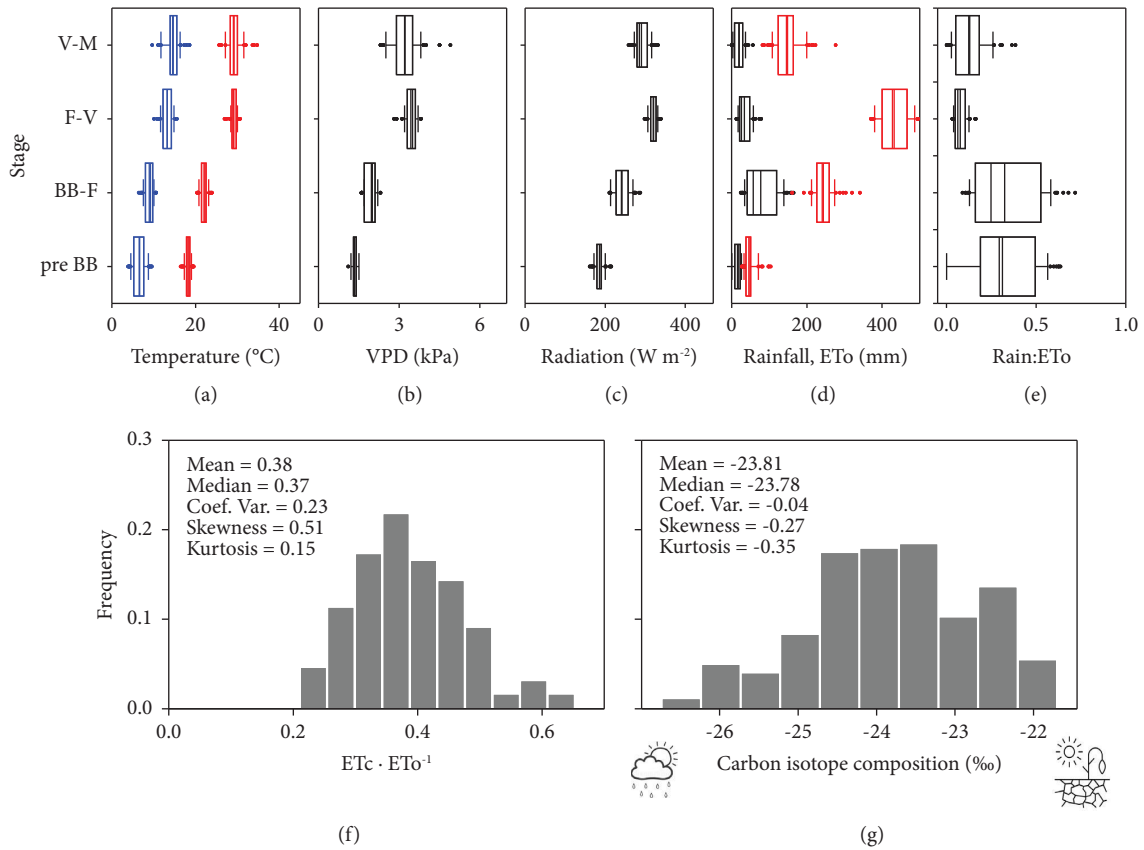 Stage
V-M
F-V
BB-F
pre BB
0 20 40
Temperature (°C)
(a)
0 3 6
VPD (kPa)
(b)
0 200 400
Radiation (W m⁻²)
(c)
0 200 400
Rainfall, ETo (mm)
(d)
0.0 0.5 1.0
Rain:ETo
(e)
Frequency
0.3
0.2
0.1
0.0
Mean = 0.38
Median = 0.37
Coef. Var. = 0.23
Skewness = 0.51
Kurtosis = 0.15
0.0 0.2 0.4 0.6
ETc · ETo⁻¹
(f)
Mean = -23.81
Median = -23.78
Coef. Var. = -0.04
Skewness = -0.27
Kurtosis = -0.35
-26 -25 -24 -23 -22
Carbon isotope composition (‰)
(g)